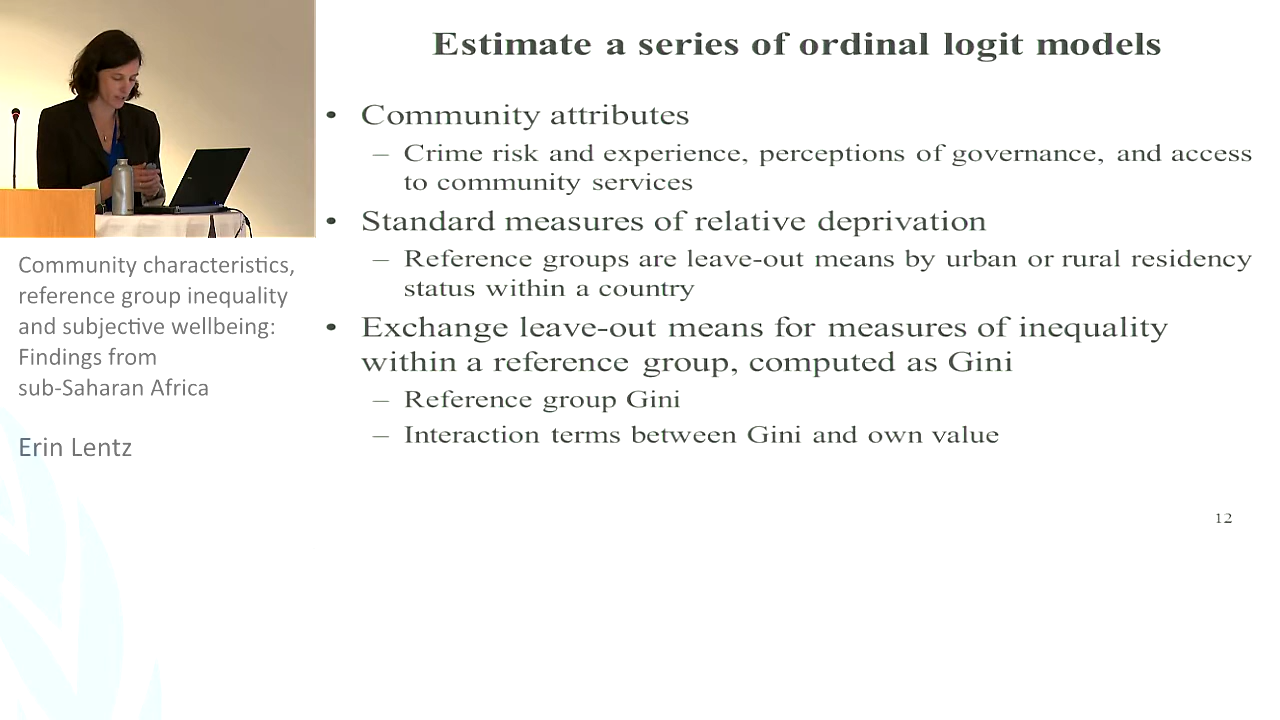 Estimate a series of ordinal logit models
• Community attributes
– Crime risk and experience, perceptions of governance, and access
to community services
• Standard measures of relative deprivation
– Reference groups are leave-out means by urban or rural residency
status within a country
• Exchange leave-out means for measures of inequality
within a reference group, computed as Gini
– Reference group Gini
– Interaction terms between Gini and own value
12
Community characteristics,
reference group inequality
and subjective wellbeing:
Findings from
sub-Saharan Africa
Erin Lentz